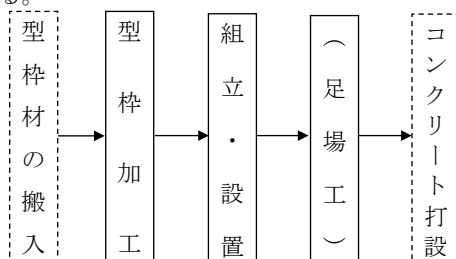 る。
型枠材の搬入
型枠加工
組立・設置
（足場工）
コンクリート打設